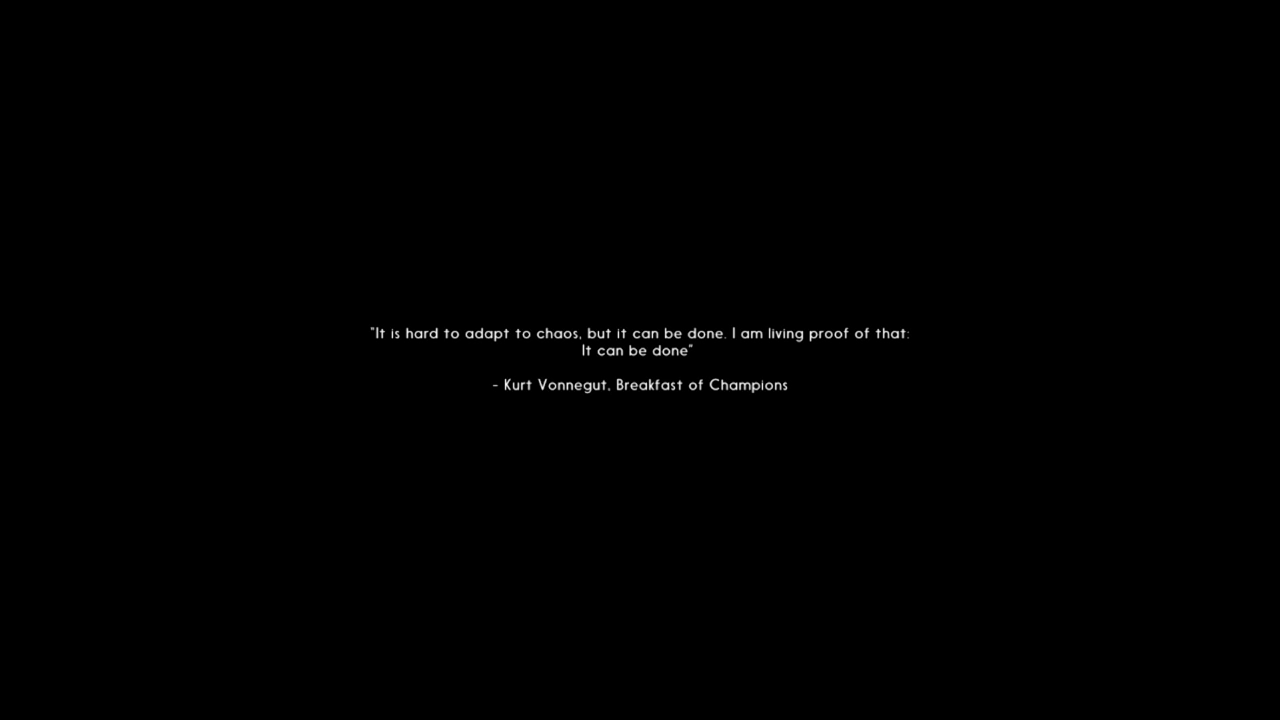 "It is hard to adapt to chaos, but it can be done. I am living proof of that:
It can be done"
- Kurt Vonnegut, Breakfast of Champions